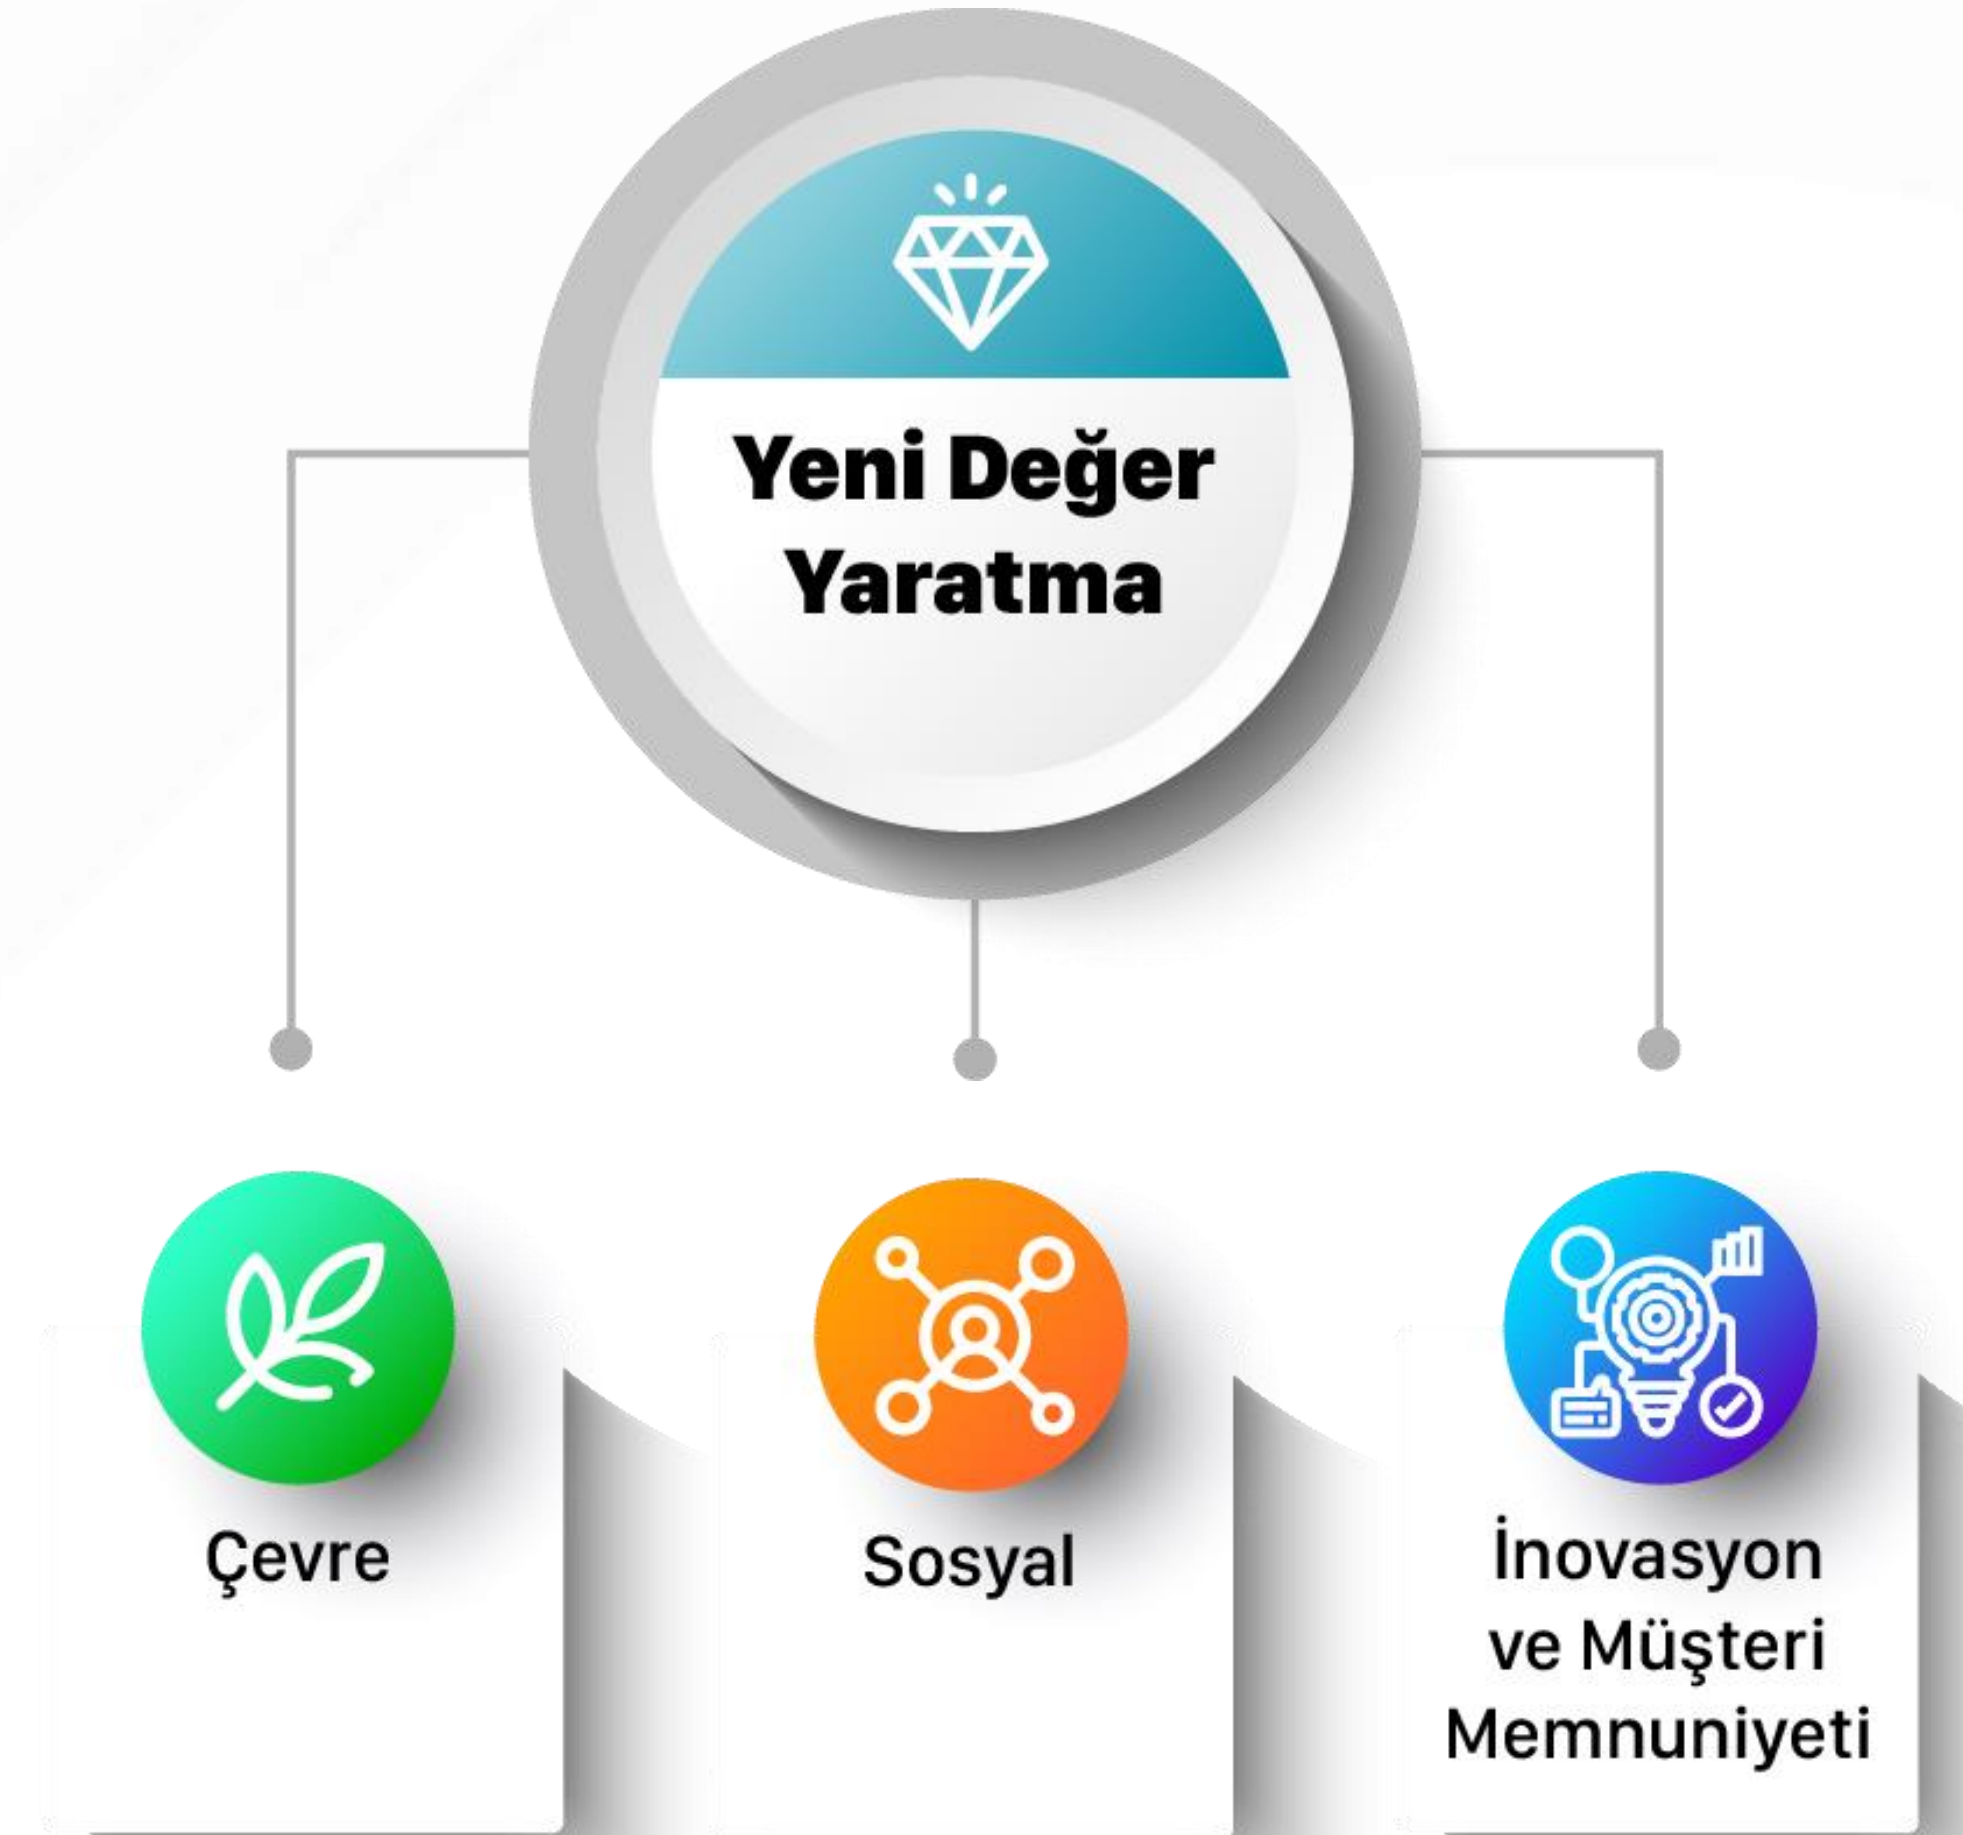 Yeni Değer
Yaratma
Çevre
Sosyal
İnovasyon
ve Müşteri
Memnuniyeti